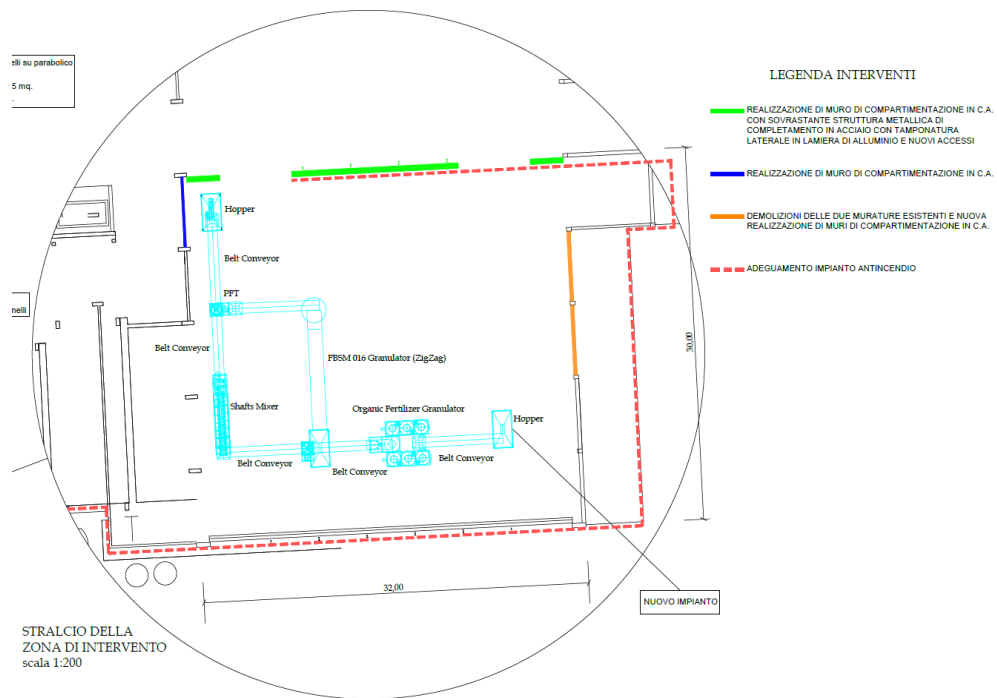 elli su parabolico
5 mq.
nelli
Hopper
Belt Conveyor
PFT
Belt Conveyor
FBSM 016 Granulator (ZigZag)
Shafts Mixer
Organic Fertilizer Granulator
Hopper
Belt Conveyor
Belt Conveyor
Belt Conveyor
30,00
32,00
NUOVO IMPIANTO
STRALCIO DELLA
ZONA DI INTERVENTO
scala 1:200
LEGENDA INTERVENTI
REALIZZAZIONE DI MURO DI COMPARTIMENTAZIONE IN C.A.
CON SOVRASTANTE STRUTTURA METALLICA DI
COMPLETAMENTO IN ACCIAIO CON TAMPONATURA
LATERALE IN LAMIERA DI ALLUMINIO E NUOVI ACCESSI
REALIZZAZIONE DI MURO DI COMPARTIMENTAZIONE IN C.A.
DEMOLIZIONI DELLE DUE MURATURE ESISTENTI E NUOVA
REALIZZAZIONE DI MURI DI COMPARTIMENTAZIONE IN C.A.
ADEGUAMENTO IMPIANTO ANTINCENDIO